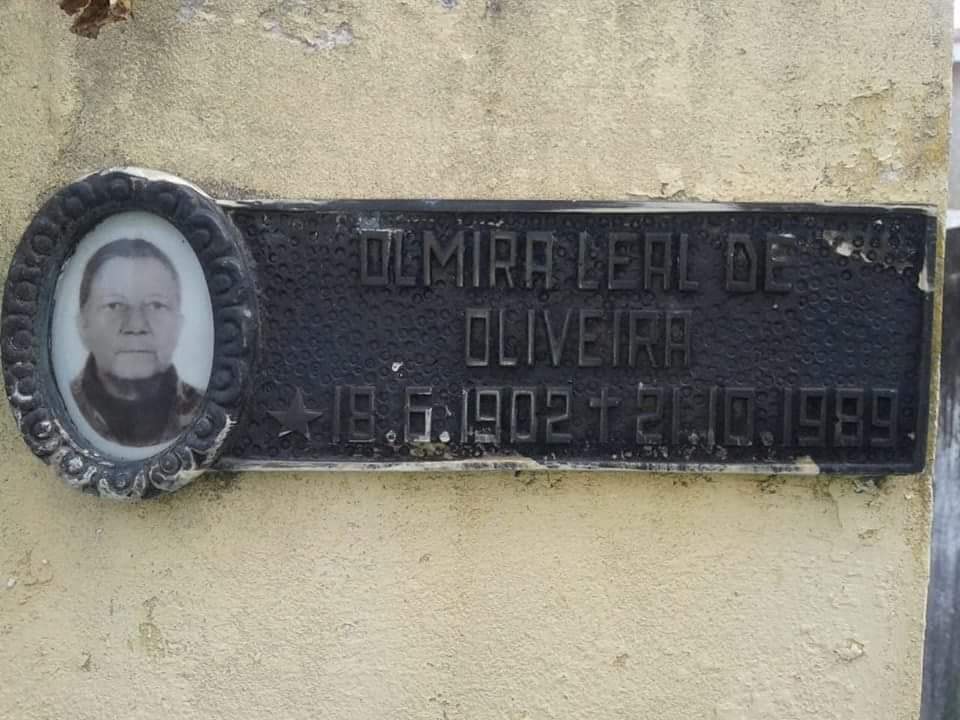 OLMIRA LEAL DE
OLIVEIRA
★ 18.6.1902 ✝ 21.10.1989